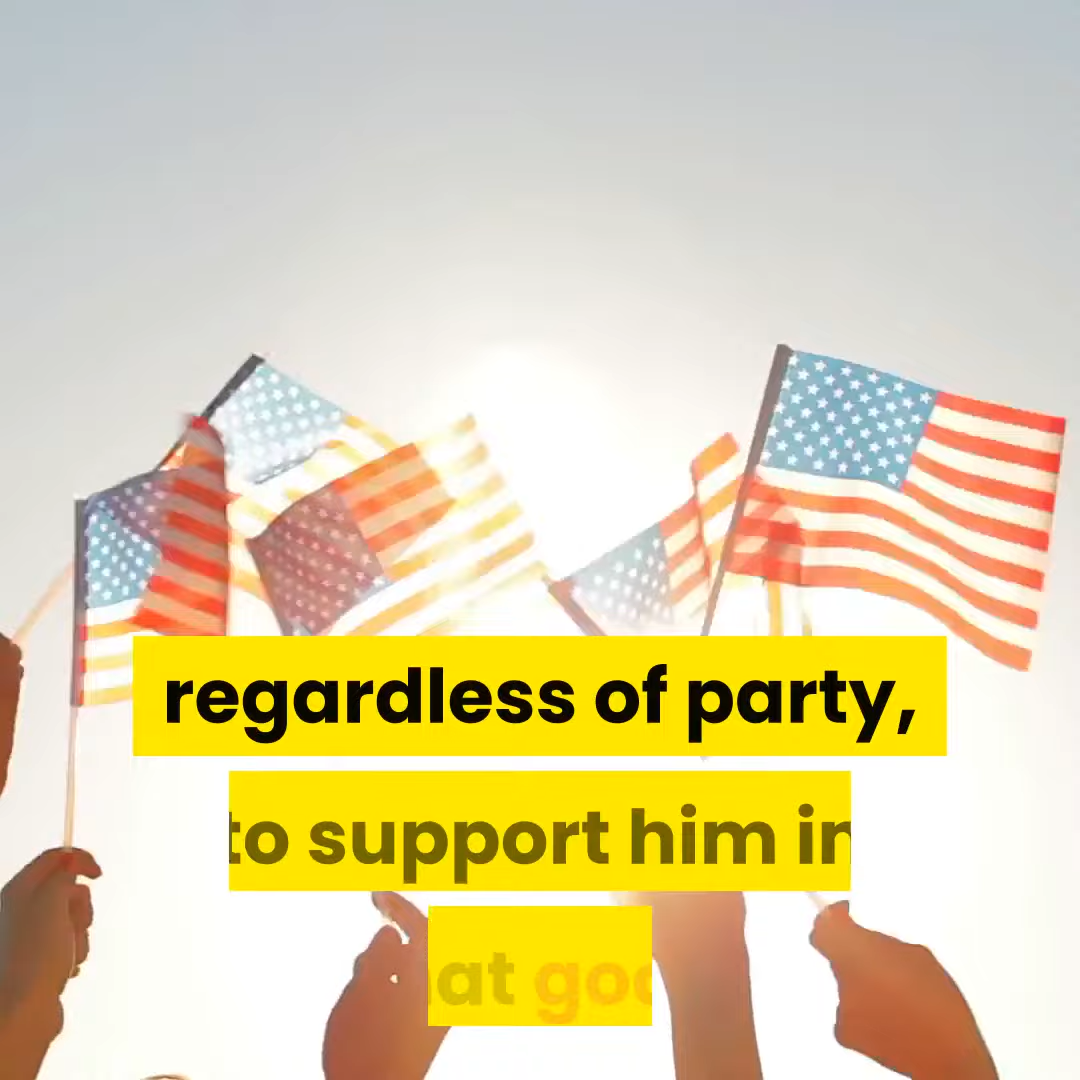 regardless of party,
to support him in